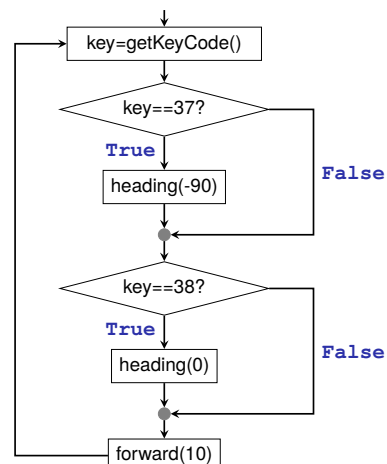 key=getKeyCode()
key==37?
True
False
heading(-90)
key==38?
True
False
heading(0)
forward(10)